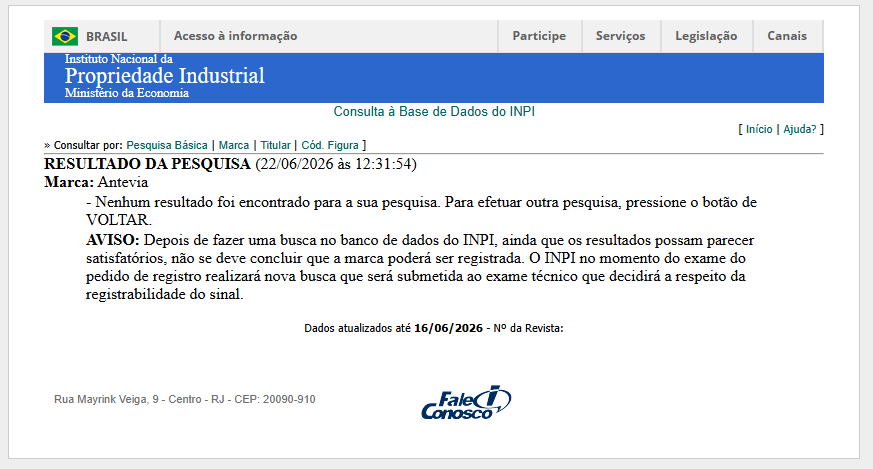 BRASIL Acesso à informação Participe Serviços Legislação Canais
Instituto Nacional da
Propriedade Industrial
Ministério da Economia
Consulta à Base de Dados do INPI
[ Início | Ajuda? ]
» Consultar por: Pesquisa Básica | Marca | Titular | Cód. Figura ]
RESULTADO DA PESQUISA (22/06/2026 às 12:31:54)
Marca: Antevia
- Nenhum resultado foi encontrado para a sua pesquisa. Para efetuar outra pesquisa, pressione o botão de
VOLTAR.
AVISO: Depois de fazer uma busca no banco de dados do INPI, ainda que os resultados possam parecer
satisfatórios, não se deve concluir que a marca poderá ser registrada. O INPI no momento do exame do
pedido de registro realizará nova busca que será submetida ao exame técnico que decidirá a respeito da
registrabilidade do sinal.
Dados atualizados até 16/06/2026 - Nº da Revista:
Rua Mayrink Veiga, 9 - Centro - RJ - CEP: 20090-910
Fale
Conosco